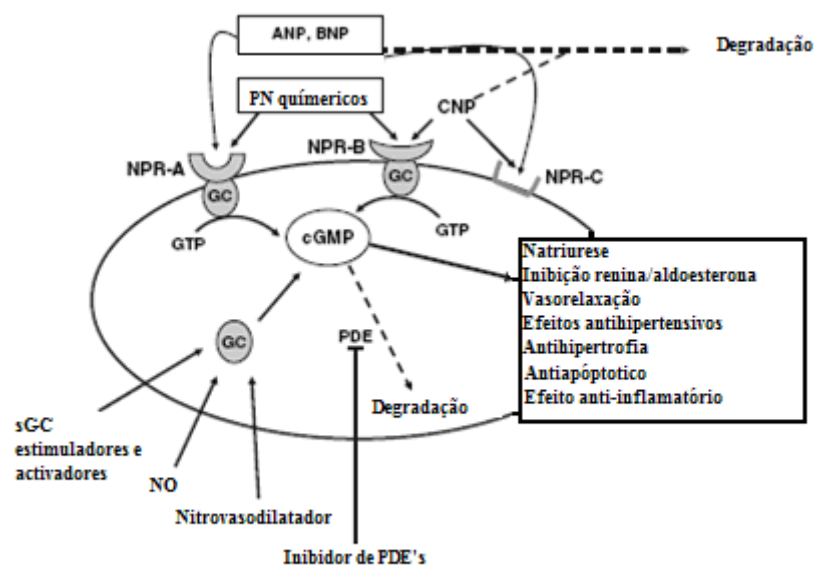 ANP, BNP
Degradação
PN químericos
CNP
NPR-A
NPR-B
NPR-C
GC
GC
GTP
cGMP
GTP
Natriurese
Inibição renina/aldoesterona
Vasorelaxação
Efeitos antihipertensivos
Antihipertrofia
Antiapóptotico
Efeito anti-inflamatório
GC
PDE
Degradação
sGC
estimuladores e
activadores
NO
Nitrovasodilatador
Inibidor de PDE's